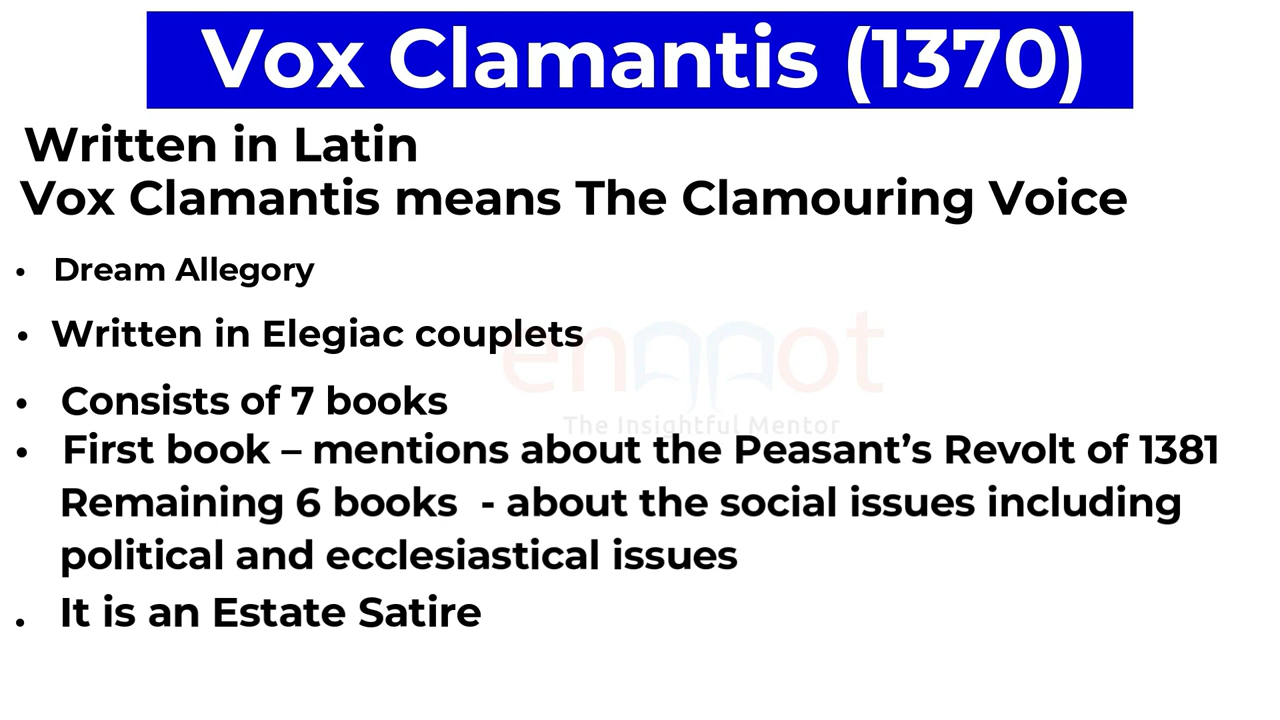 Vox Clamantis (1370)
Written in Latin
Vox Clamantis means The Clamouring Voice
• Dream Allegory
• Written in Elegiac couplets
• Consists of 7 books
• First book – mentions about the Peasant’s Revolt of 1381
Remaining 6 books - about the social issues including
political and ecclesiastical issues
. It is an Estate Satire
The Insightful Mentor